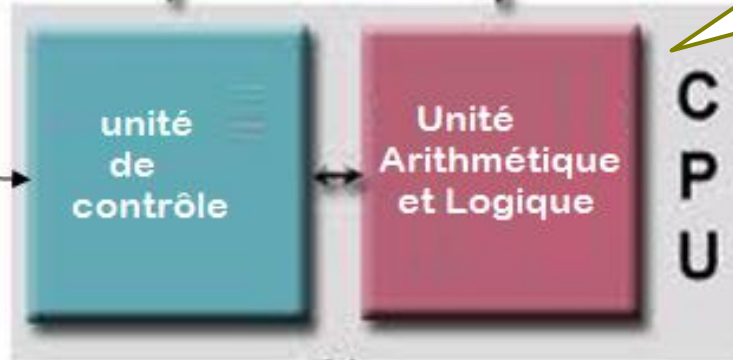 unité
de
contrôle
Unité
Arithmétique
et Logique
C
P
U